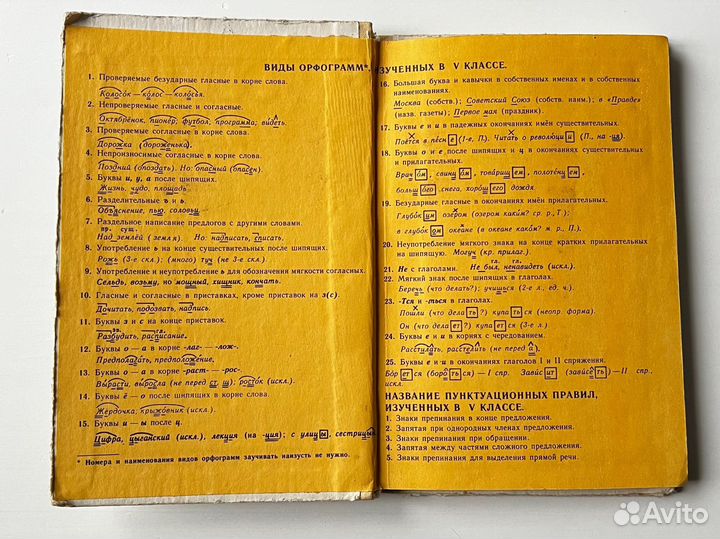 ВИДЫ ОРФОГРАММ*,
1. Проверяемые безударные гласные в корне слова.
Колосок — колос — колосья.
2. Непроверяемые гласные и согласные.
Октябрёнок, пионер; футбол, программа; видеть.
3. Проверяемые согласные в корне слова.
Дорожка (дороженька).
4. Непроизносимые согласные в корне слова.
Поздний (опоздать). Но: опасный (опасен).
5. Буквы и, у, а после шипящих.
Жизнь, чудо, площадь.
6. Разделительные ъ и ь.
Объяснение, пью, соловьи.
7. Раздельное написание предлогов с другими словами.
пр. сущ.
Над землёй (земля). Но: надписать, списать.
8. Употребление ь на конце существительных после шипящих.
Рожь (3-е скл.); (много) туч (не 3-е скл.).
9. Употребление и неупотребление ь для обозначения мягкости согласных.
Сельдь, возьму, но мощный, хищник, кончать.
10. Гласные и согласные в приставках, кроме приставок на з(с).
Дочитать, подозвать, надпись.
11. Буквы з и с на конце приставок.
Разбудить, расписание.
12. Буквы о — а в корне -лаг- — -лож-.
Предполагать, предположение.
13. Буквы о — а в корне -раст- — -рос-.
Вырасти, выросла (не перед ст, щ); росток (искл.).
14. Буквы ё — о после шипящих в корне слова.
Жёрдочка, крыжовник (искл.).
15. Буквы и — ы после ц.
Цифра, цыганский (искл.), лекция (на -ция); с улицы, сестрицын
* Номера и наименования видов орфограмм заучивать наизусть не нужно.
ИЗУЧЕННЫХ В V КЛАССЕ.
16. Большая буква и кавычки в собственных именах и в собственных
наименованиях.
Москва (собств.); Советский Союз (собств. наим.); в «Правде»
(назв. газеты); Первое мая (праздник).
17. Буквы е и и в падежных окончаниях имён существительных.
Поётся в песне (1-е, П.). Читать о революции (П., на -ия).
18. Буквы о и е после шипящих и ц в окончаниях существительных
и прилагательных.
Врачом, свинцом, товарищем, полотенцем,
большого снега, хорошего дождя.
19. Безударные гласные в окончаниях имён прилагательных.
Глубоким озером (озером каким? ср. р., Т.);
в глубоком океане (в океане каком? м. р., П.).
20. Неупотребление мягкого знака на конце кратких прилагательных
на шипящую. Могуч (кр. прилаг.).
гл. гл.
21. Не с глаголами. Не был, ненавидеть (искл.).
22. Мягкий знак после шипящих в глаголах.
Беречь (что делать?); учишься (2-е л., ед. ч.).
23. -Тся и -ться в глаголах.
Пошли (что делать?) купаться (неопр. форма).
Он (что делает?) купается (3-е л.)
24. Буквы е и и в корнях с чередованием.
Расстилать, расстелить (не перед а).
25. Буквы е и и в окончаниях глаголов I и II спряжения.
Борется (бороться) — I спр. Зависит (зависеть) — II спр.,
искл.
НАЗВАНИЕ ПУНКТУАЦИОННЫХ ПРАВИЛ,
ИЗУЧЕННЫХ В V КЛАССЕ.
1. Знаки препинания в конце предложения.
2. Запятая при однородных членах предложения.
3. Знаки препинания при обращении.
4. Запятая между частями сложного предложения.
5. Знаки препинания для выделения прямой речи.
Avito